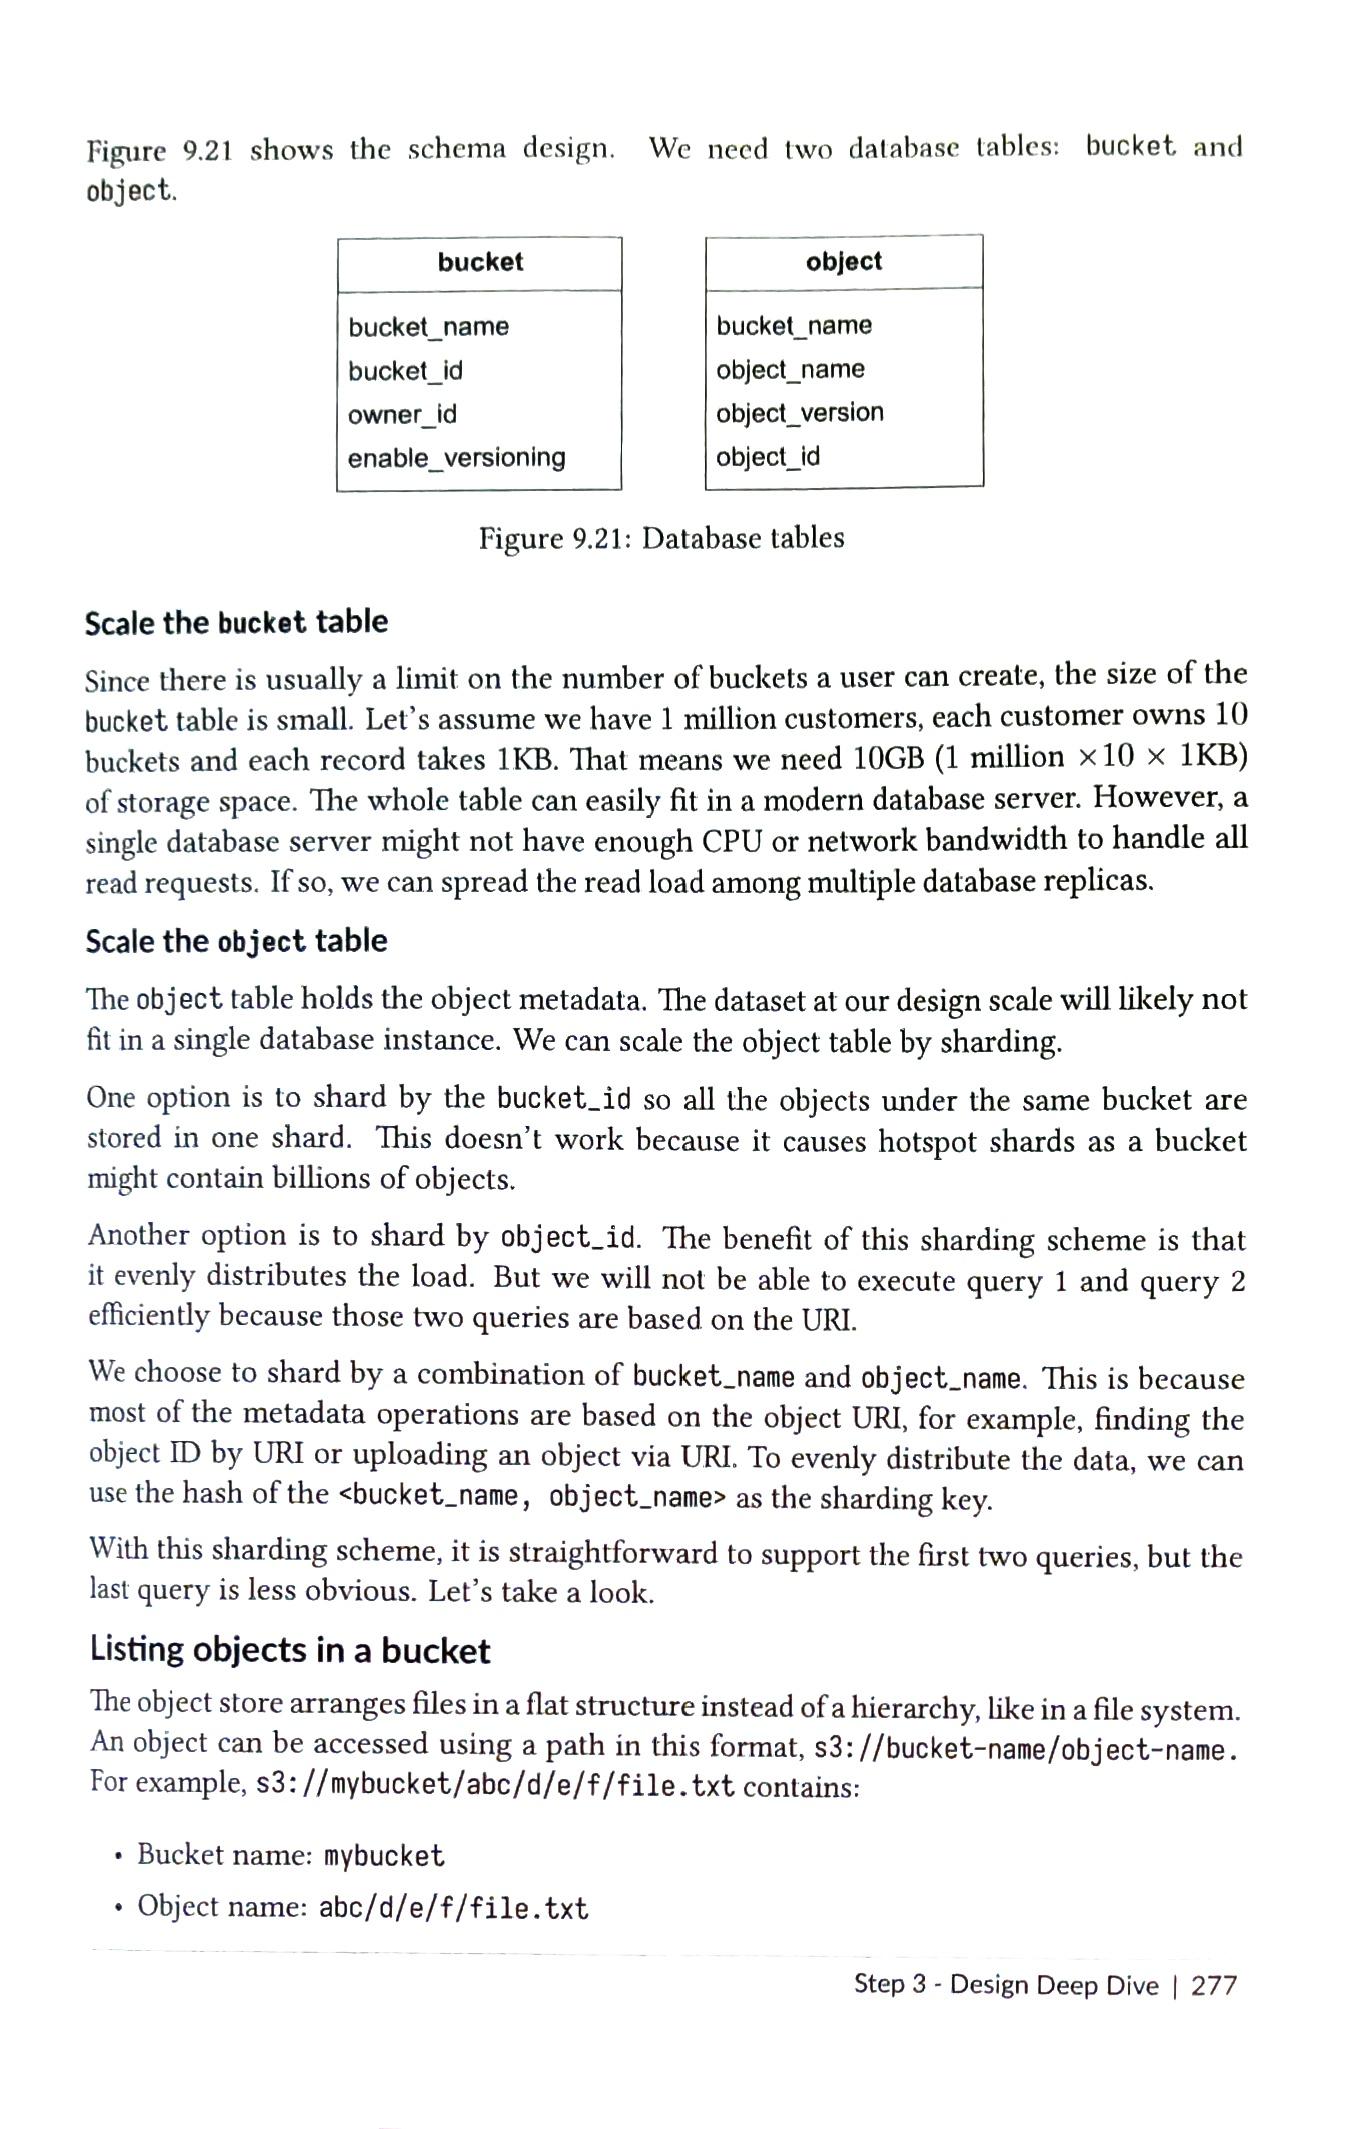 Figure 9.21 shows the schema design. We need two database tables: bucket and
object.
bucket
bucket_name
bucket_id
owner_id
enable_versioning
object
bucket_name
object_name
object_version
object_id
Figure 9.21: Database tables
Scale the bucket table
Since there is usually a limit on the number of buckets a user can create, the size of the
bucket table is small. Let's assume we have 1 million customers, each customer owns 10
buckets and each record takes 1KB. That means we need 10GB (1 million ×10 × 1KB)
of storage space. The whole table can easily fit in a modern database server. However, a
single database server might not have enough CPU or network bandwidth to handle all
read requests. If so, we can spread the read load among multiple database replicas.
Scale the object table
The object table holds the object metadata. The dataset at our design scale will likely not
fit in a single database instance. We can scale the object table by sharding.
One option is to shard by the bucket_id so all the objects under the same bucket are
stored in one shard. This doesn't work because it causes hotspot shards as a bucket
might contain billions of objects.
Another option is to shard by object_id. The benefit of this sharding scheme is that
it evenly distributes the load. But we will not be able to execute query 1 and query 2
efficiently because those two queries are based on the URI.
We choose to shard by a combination of bucket_name and object_name. This is because
most of the metadata operations are based on the object URI, for example, finding the
object ID by URI or uploading an object via URI. To evenly distribute the data, we can
use the hash of the <bucket_name, object_name> as the sharding key.
With this sharding scheme, it is straightforward to support the first two queries, but the
last query is less obvious. Let's take a look.
Listing objects in a bucket
The object store arranges files in a flat structure instead of a hierarchy, like in a file system.
An object can be accessed using a path in this format, s3://bucket-name/object-name.
For example, s3://mybucket/abc/d/e/f/file.txt contains:
• Bucket name: mybucket
• Object name: abc/d/e/f/file.txt
Step 3 - Design Deep Dive | 277